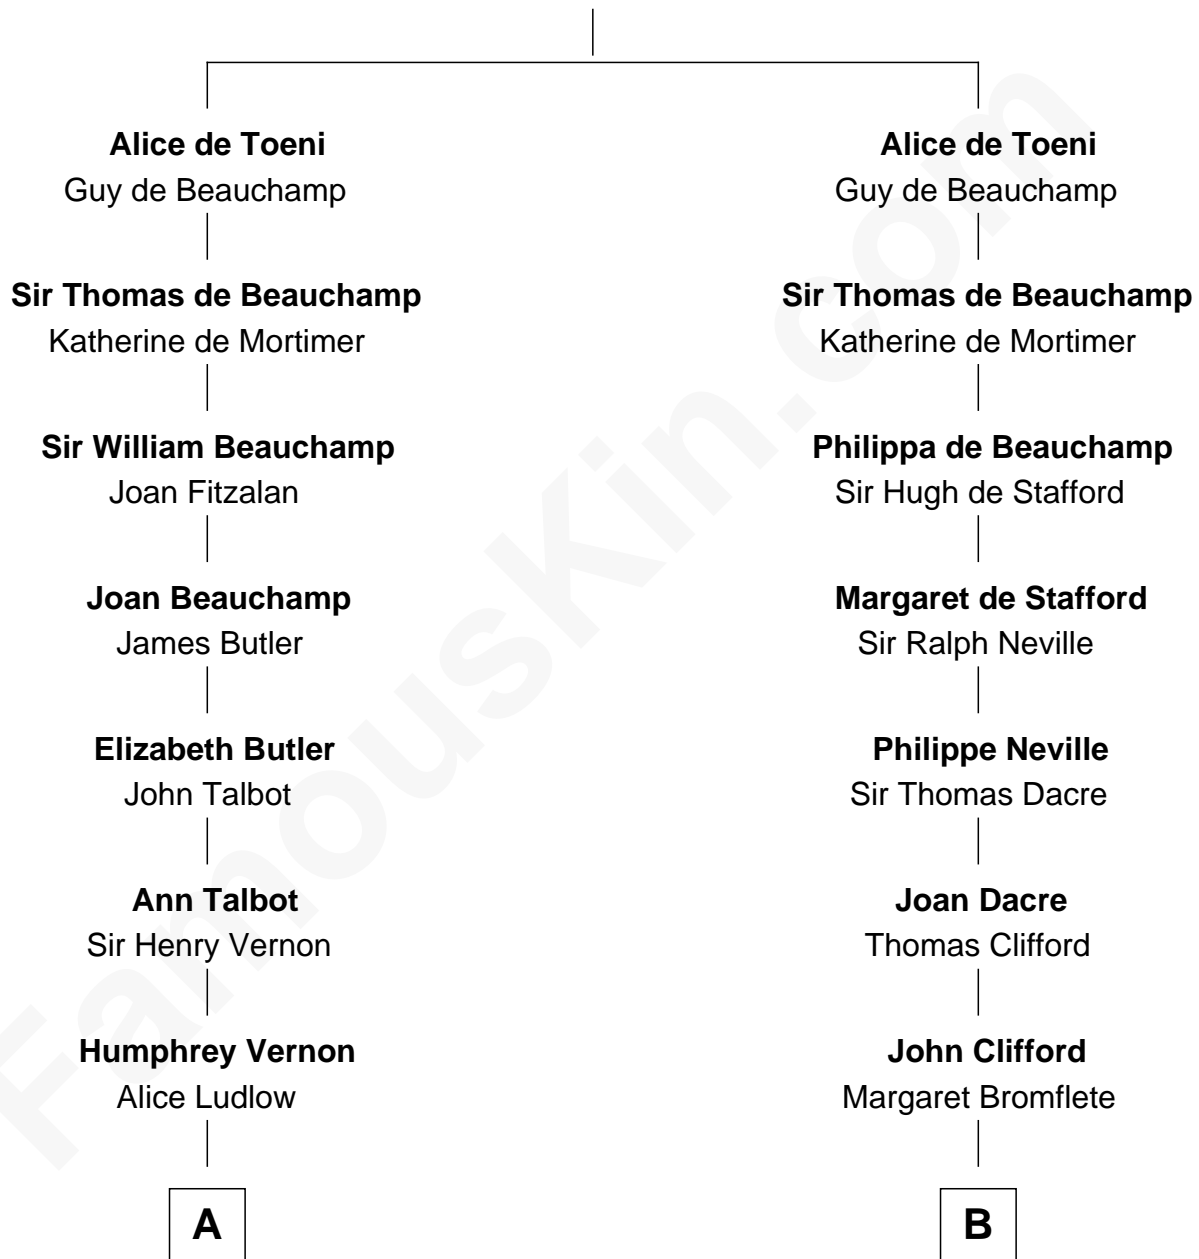 Alice de Toeni
Guy de Beauchamp
Sir Thomas de Beauchamp
Katherine de Mortimer
Sir William Beauchamp
Joan Fitzalan
Joan Beauchamp
James Butler
Elizabeth Butler
John Talbot
Ann Talbot
Sir Henry Vernon
Humphrey Vernon
Alice Ludlow
A
Alice de Toeni
Guy de Beauchamp
Sir Thomas de Beauchamp
Katherine de Mortimer
Philippa de Beauchamp
Sir Hugh de Stafford
Margaret de Stafford
Sir Ralph Neville
Philippe Neville
Sir Thomas Dacre
Joan Dacre
Thomas Clifford
John Clifford
Margaret Bromflete
B
FamousKin.com